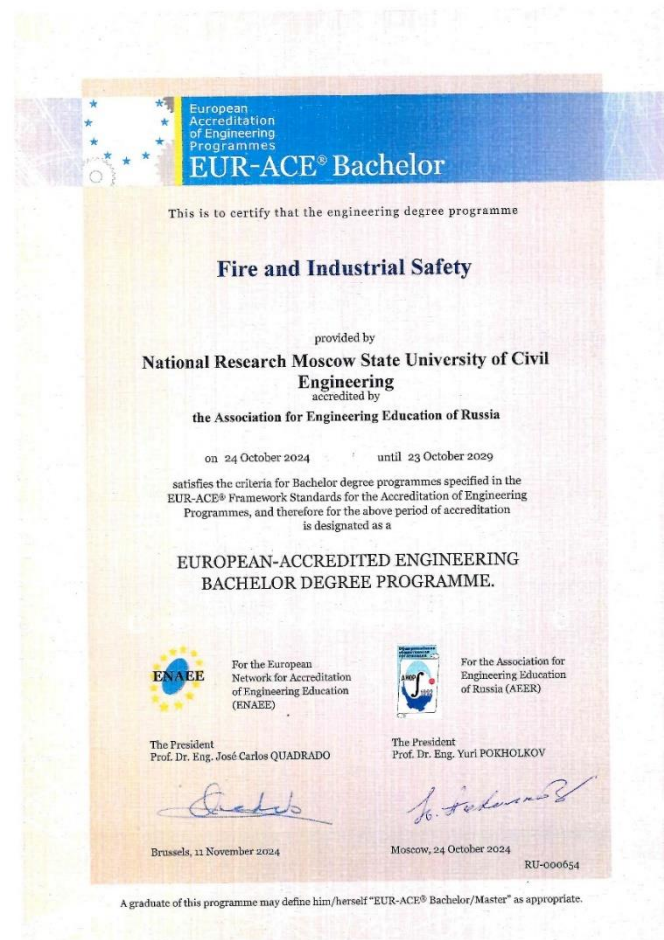 European
Accreditation
of Engineering
Programmes
EUR-ACE® Bachelor
This is to certify that the engineering degree programme
Fire and Industrial Safety
provided by
National Research Moscow State University of Civil
Engineering
accredited by
the Association for Engineering Education of Russia
on 24 October 2024 until 23 October 2029
satisfies the criteria for Bachelor degree programmes specified in the
EUR-ACE® Framework Standards for the Accreditation of Engineering
Programmes, and therefore for the above period of accreditation
is designated as a
EUROPEAN-ACCREDITED ENGINEERING
BACHELOR DEGREE PROGRAMME.
ENAEE
For the European
Network for Accreditation
of Engineering Education
(ENAEE)
АИОР
1992
For the Association for
Engineering Education
of Russia (AEER)
The President
Prof. Dr. Eng. José Carlos QUADRADO
The President
Prof. Dr. Eng. Yuri POKHOLKOV
Brussels, 11 November 2024
Moscow, 24 October 2024
RU-000654
A graduate of this programme may define him/herself “EUR-ACE® Bachelor/Master” as appropriate.